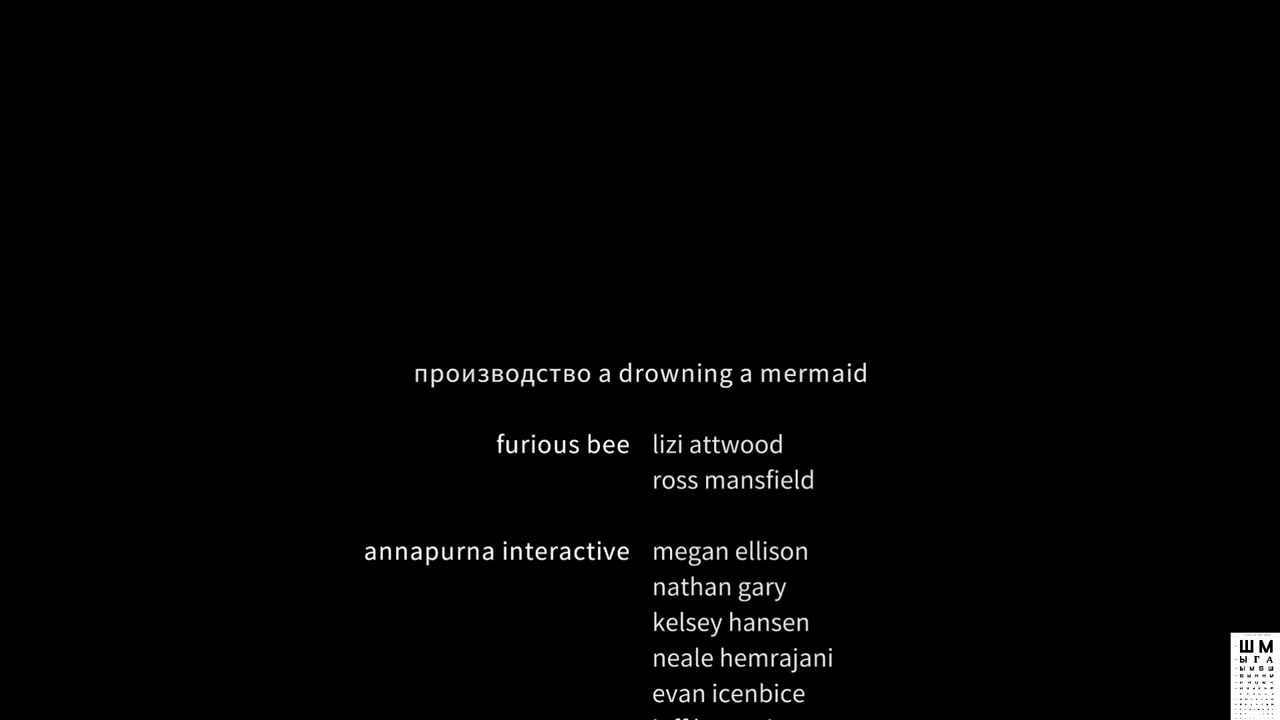 производство a drowning a mermaid
furious bee lizi attwood
ross mansfield
annapurna interactive megan ellison
nathan gary
kelsey hansen
neale hemrajani
evan icenbice
Ш М
Ы Г А
Ы М Б Ш
Б Ы Н К И